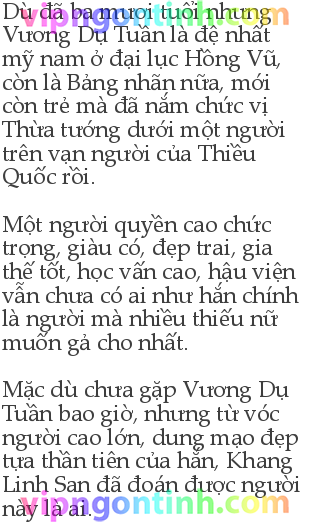 Dù đã ba mươi tuổi nhưng
Vương Dụ Tuần là đệ nhất
mỹ nam ở đại lục Hồng Vũ,
còn là Bảng nhãn nữa, mới
còn trẻ mà đã nắm chức vị
Thừa tướng dưới một người
trên vạn người của Thiều
Quốc rồi.
Một người quyền cao chức
trọng, giàu có, đẹp trai, gia
thế tốt, học vấn cao, hậu viện
vẫn chưa có ai như hắn chính
là người mà nhiều thiếu nữ
muốn gả cho nhất.
Mặc dù chưa gặp Vương Dụ
Tuần bao giờ, nhưng từ vóc
người cao lớn, dung mạo đẹp
tựa thần tiên của hắn, Khang
Linh San đã đoán được người
này là ai.
vipngontinh.com
vipngontinh.com